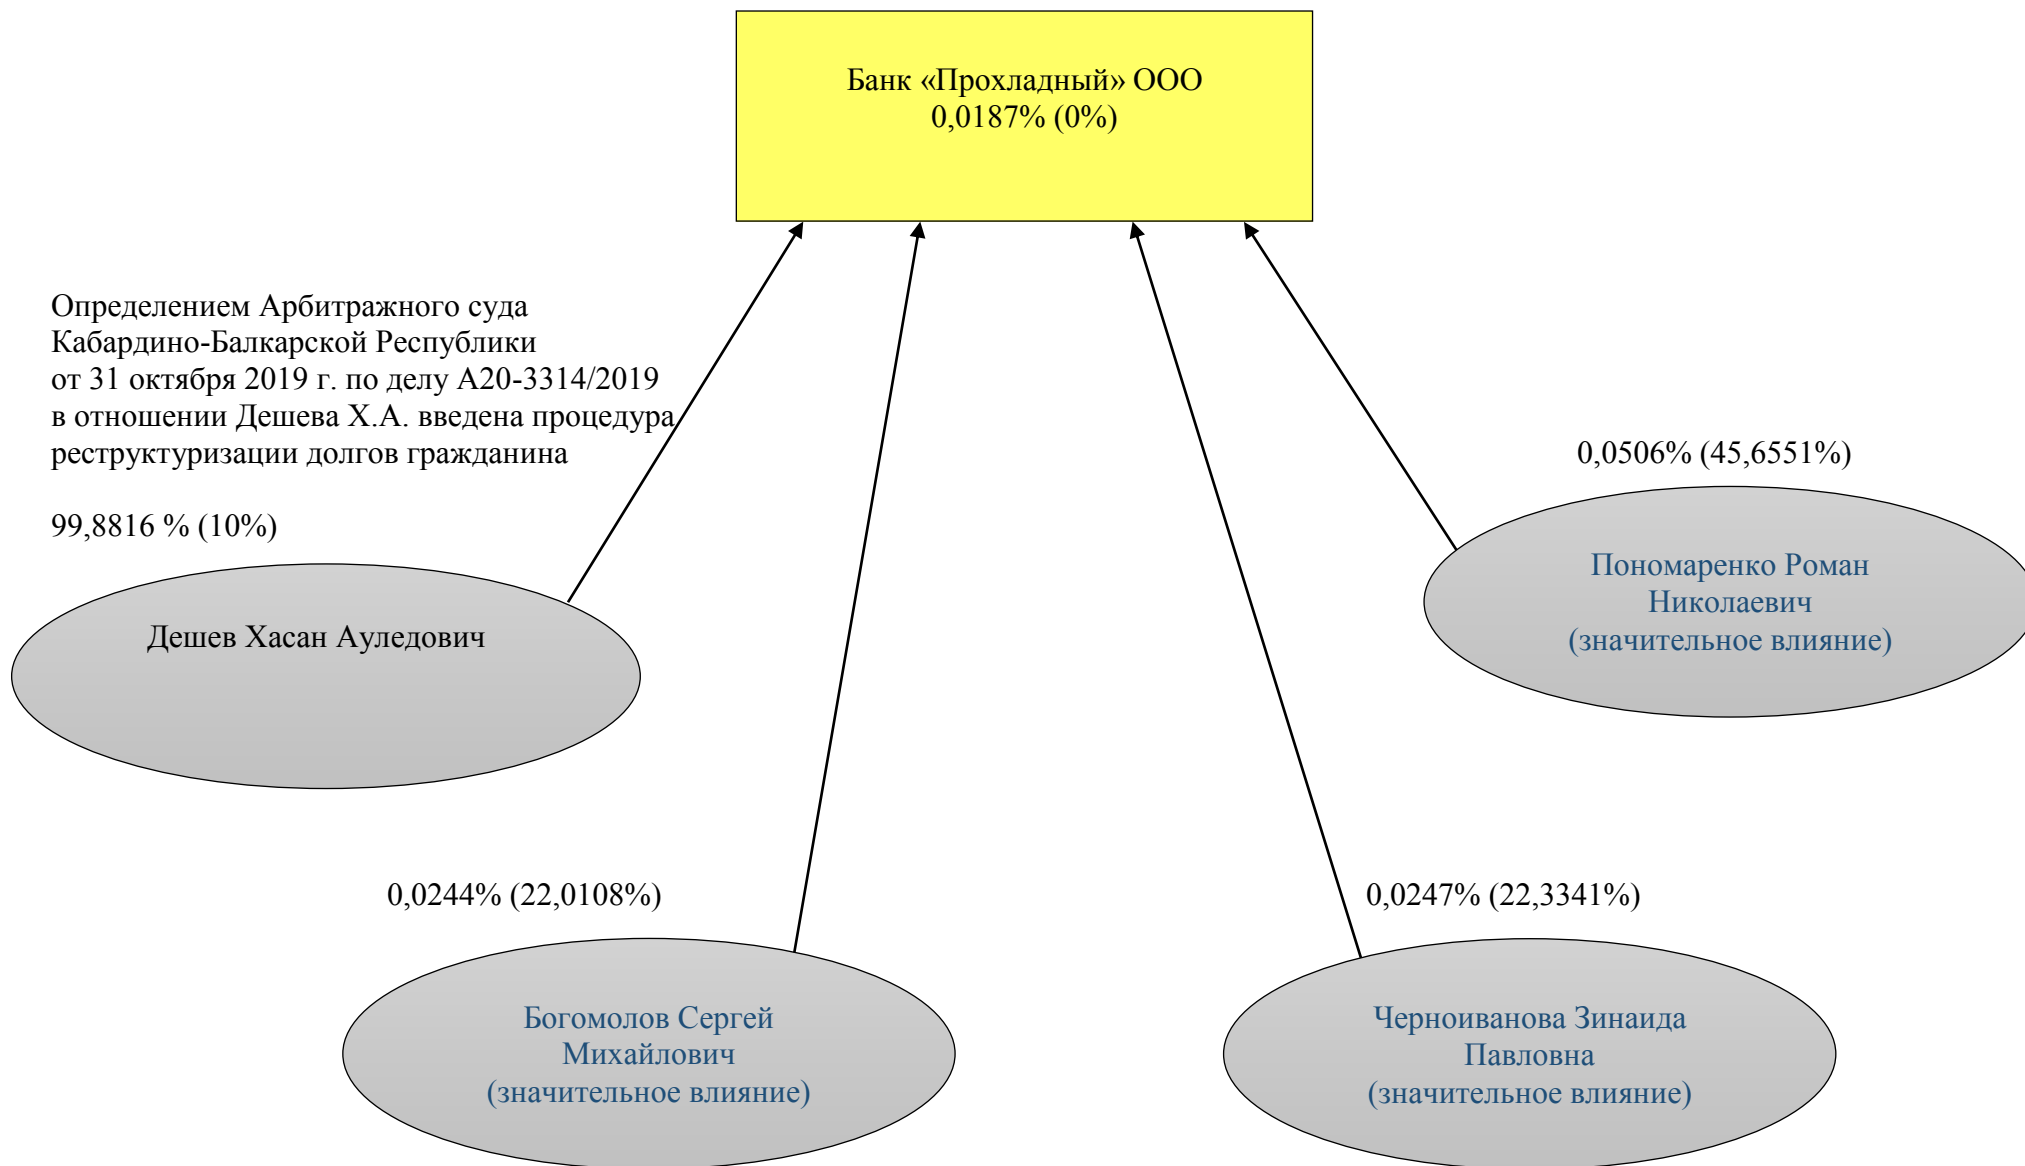 Банк «Прохладный» ООО
0,0187% (0%)
Определением Арбитражного суда
Кабардино-Балкарской Республики
от 31 октября 2019 г. по делу А20-3314/2019
в отношении Дешева Х.А. введена процедура
реструктуризации долгов гражданина
99,8816 % (10%)
Дешев Хасан Ауледович
0,0506% (45,6551%)
Пономаренко Роман
Николаевич
(значительное влияние)
0,0244% (22,0108%)
Богомолов Сергей
Михайлович
(значительное влияние)
0,0247% (22,3341%)
Черноиванова Зинаида
Павловна
(значительное влияние)